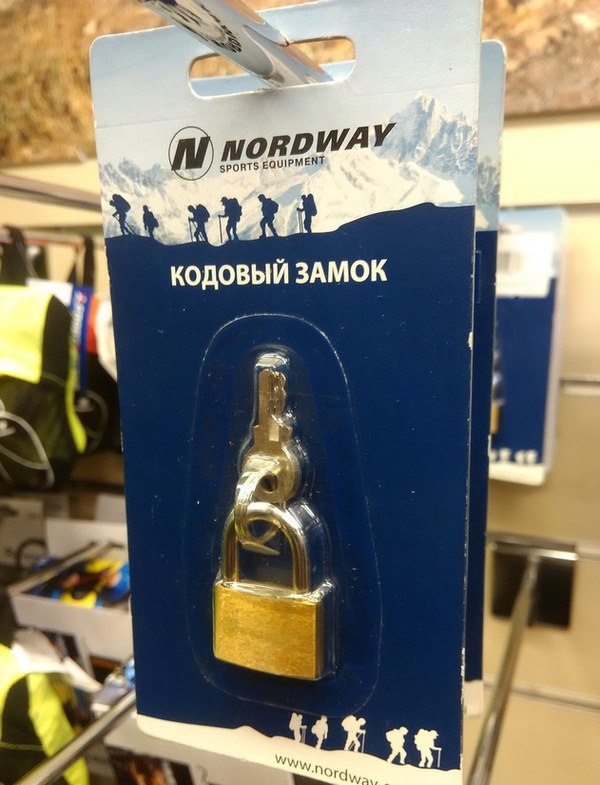 N NORDWAY
SPORTS EQUIPMENT
КОДОВЫЙ ЗАМОК
www.nordway.